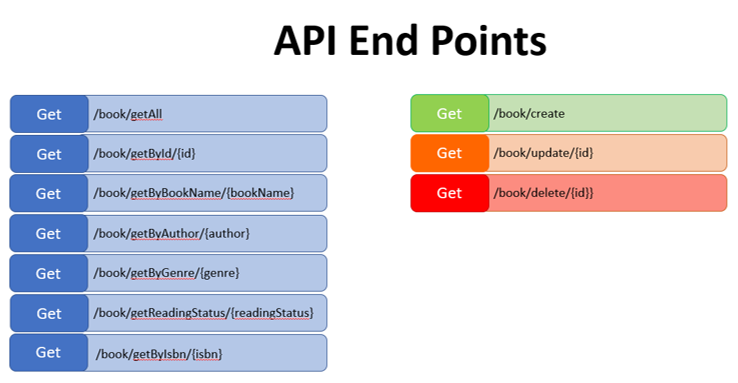 API End Points
Get /book/getAll
Get /book/getById/{id}
Get /book/getByBookName/{bookName}
Get /book/getByAuthor/{author}
Get /book/getByGenre/{genre}
Get /book/getReadingStatus/{readingStatus}
Get /book/getByIsbn/{isbn}
Get /book/create
Get /book/update/{id}
Get /book/delete/{id}}